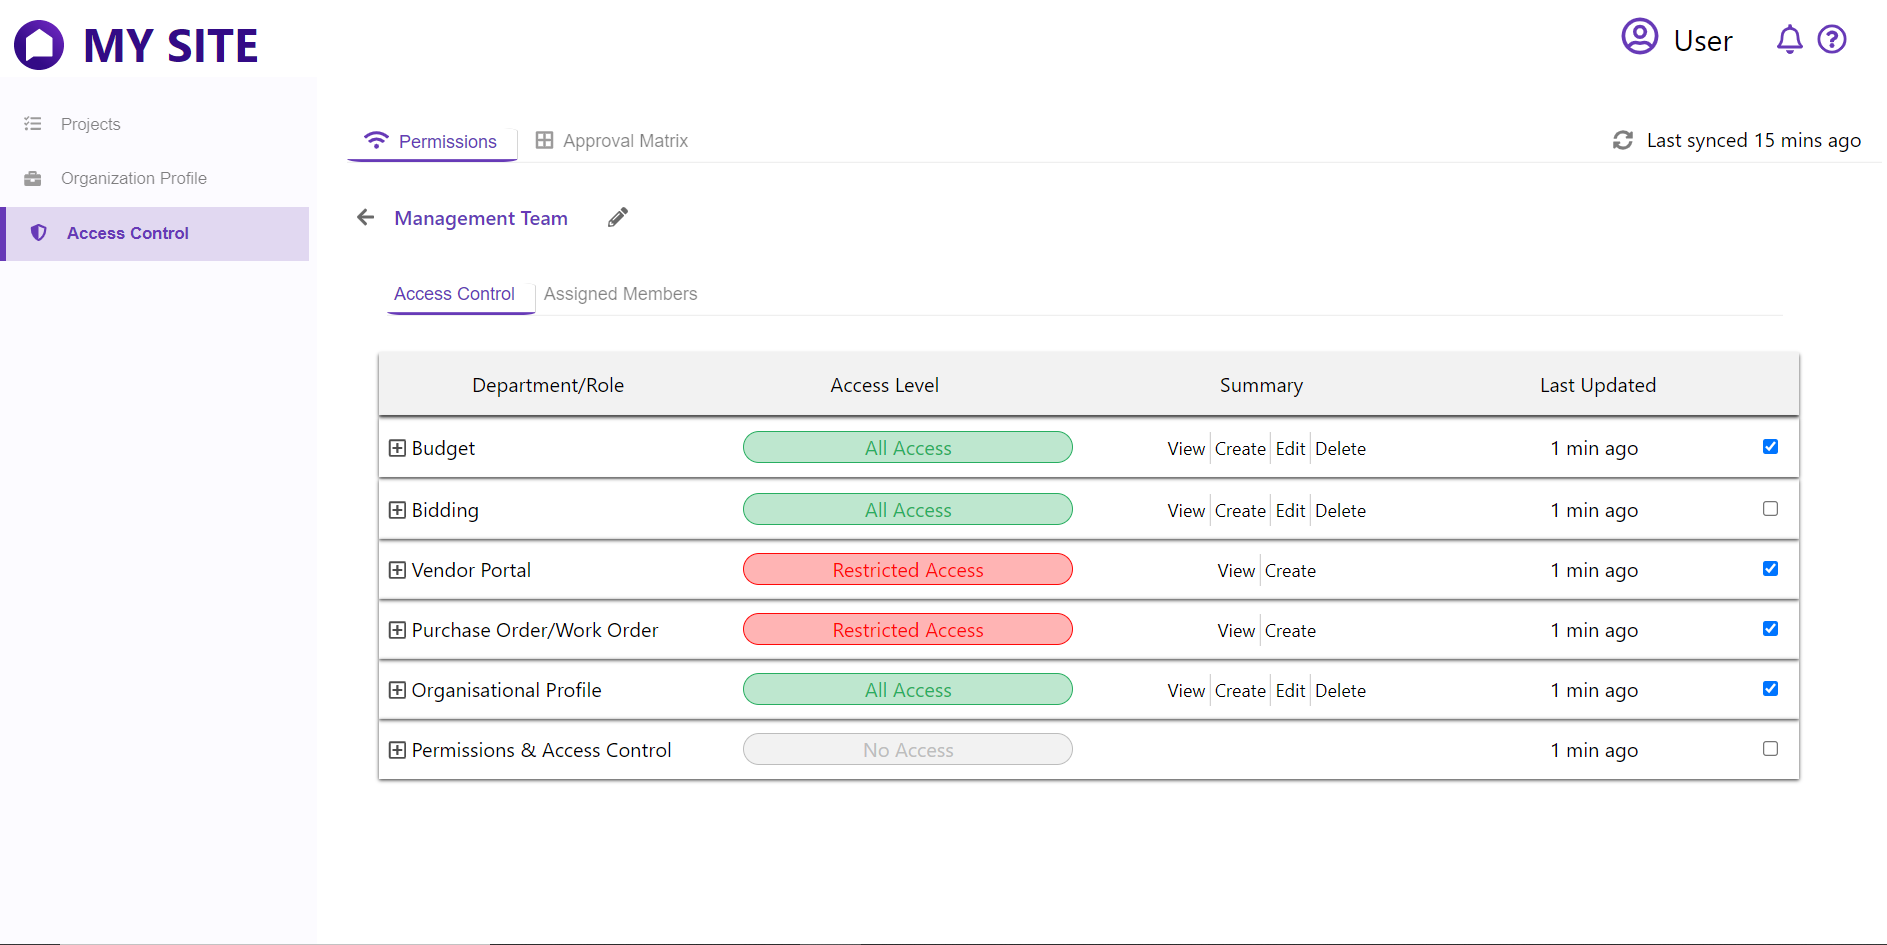 MY SITE
User
Projects
Organization Profile
Access Control
Permissions
Approval Matrix
Last synced 15 mins ago
Management Team
Access Control
Assigned Members
Department/Role Access Level Summary Last Updated
Budget All Access View Create Edit Delete 1 min ago
Bidding All Access View Create Edit Delete 1 min ago
Vendor Portal Restricted Access View Create 1 min ago
Purchase Order/Work Order Restricted Access View Create 1 min ago
Organisational Profile All Access View Create Edit Delete 1 min ago
Permissions & Access Control No Access 1 min ago